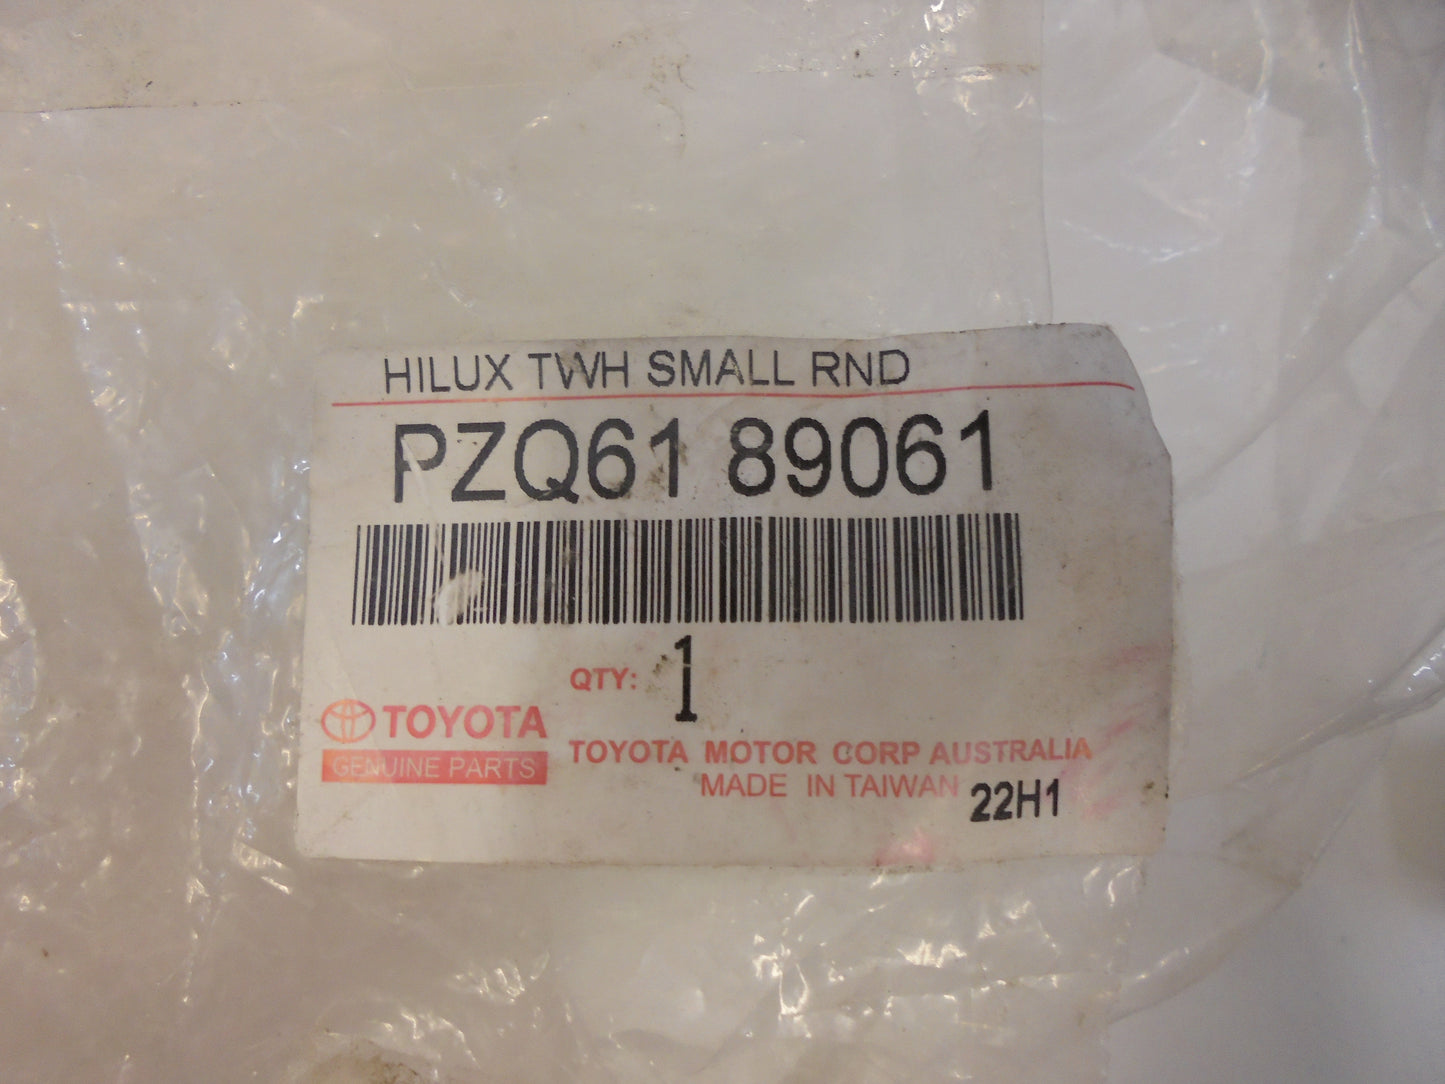 HILUX TWH SMALL RND
PZQ61 89061
QTY: 1
TOYOTA
GENUINE PARTS
TOYOTA MOTOR CORP AUSTRALIA
MADE IN TAIWAN
22H1